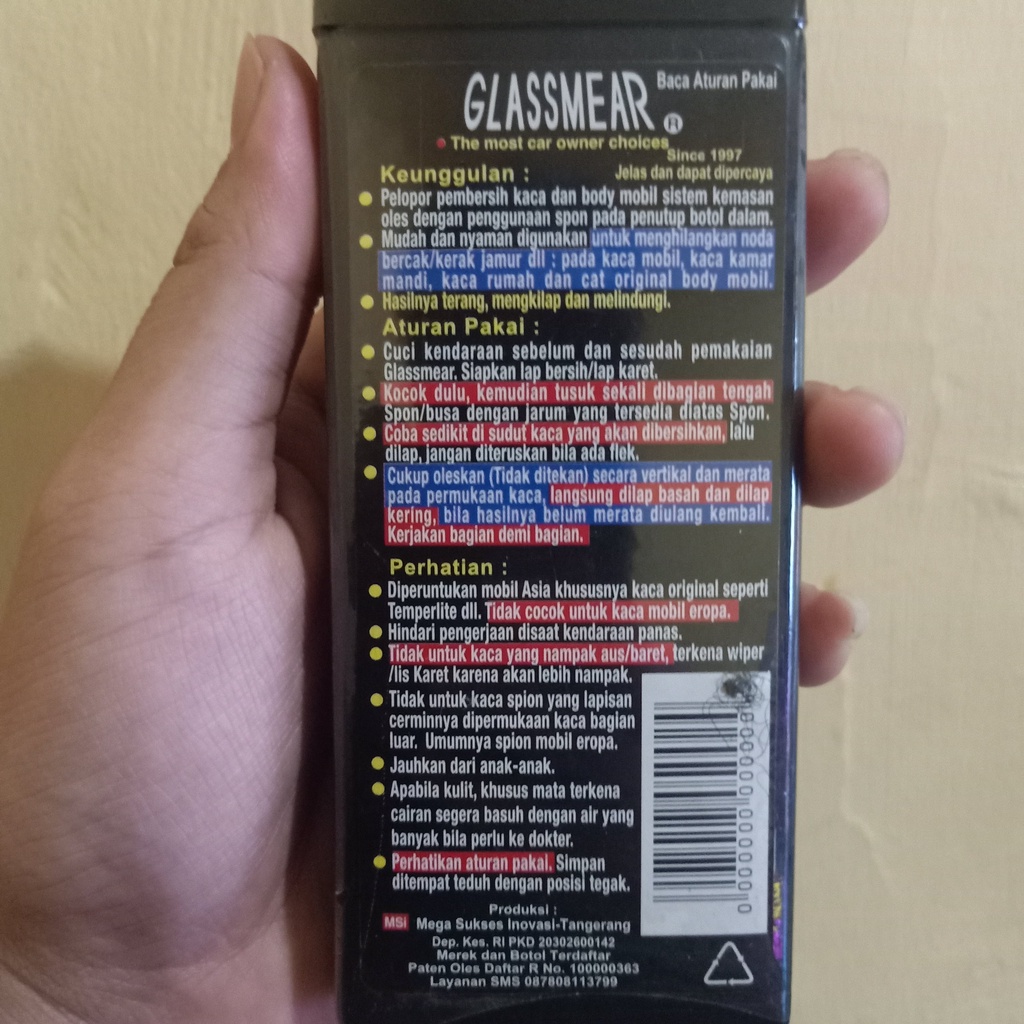 GLASSMEAR ® Baca Aturan Pakai
• The most car owner choices
Since 1997
Keunggulan : Jelas dan dapat dipercaya
Pelopor pembersih kaca dan body mobil sistem kemasan
oles dengan penggunaan spon pada penutup botol dalam.
Mudah dan nyaman digunakan untuk menghilangkan noda
bercak/kerak jamur dll : pada kaca mobil, kaca kamar
mandi, kaca rumah dan cat original body mobil.
Hasilnya terang, mengkilap dan melindungi.
Aturan Pakai :
Cuci kendaraan sebelum dan sesudah pemakaian
Glassmear. Siapkan lap bersih/lap karet.
Kocok dulu, kemudian tusuk sekali dibagian tengah
Spon/busa dengan jarum yang tersedia diatas Spon.
Coba sedikit di sudut kaca yang akan dibersihkan, lalu
dilap, jangan diteruskan bila ada flek.
Cukup oleskan (Tidak ditekan) secara vertikal dan merata
pada permukaan kaca, langsung dilap basah dan dilap
kering, bila hasilnya belum merata diulang kembali.
Kerjakan bagian demi bagian.
Perhatian :
Diperuntukan mobil Asia khususnya kaca original seperti
Temperlite dll. Tidak cocok untuk kaca mobil eropa.
Hindari pengerjaan disaat kendaraan panas.
Tidak untuk kaca yang nampak aus/baret, terkena wiper
/lis Karet karena akan lebih nampak.
Tidak untuk kaca spion yang lapisan
cerminnya dipermukaan kaca bagian
luar. Umumnya spion mobil eropa.
Jauhkan dari anak-anak.
Apabila kulit, khusus mata terkena
cairan segera basuh dengan air yang
banyak bila perlu ke dokter.
Perhatikan aturan pakai. Simpan
ditempat teduh dengan posisi tegak.
Produksi :
MSi Mega Sukses Inovasi-Tangerang
Dep. Kes. RI PKD 20302600142
Merek dan Botol Terdaftar
Paten Oles Daftar R No. 100000363
Layanan SMS 087808113799